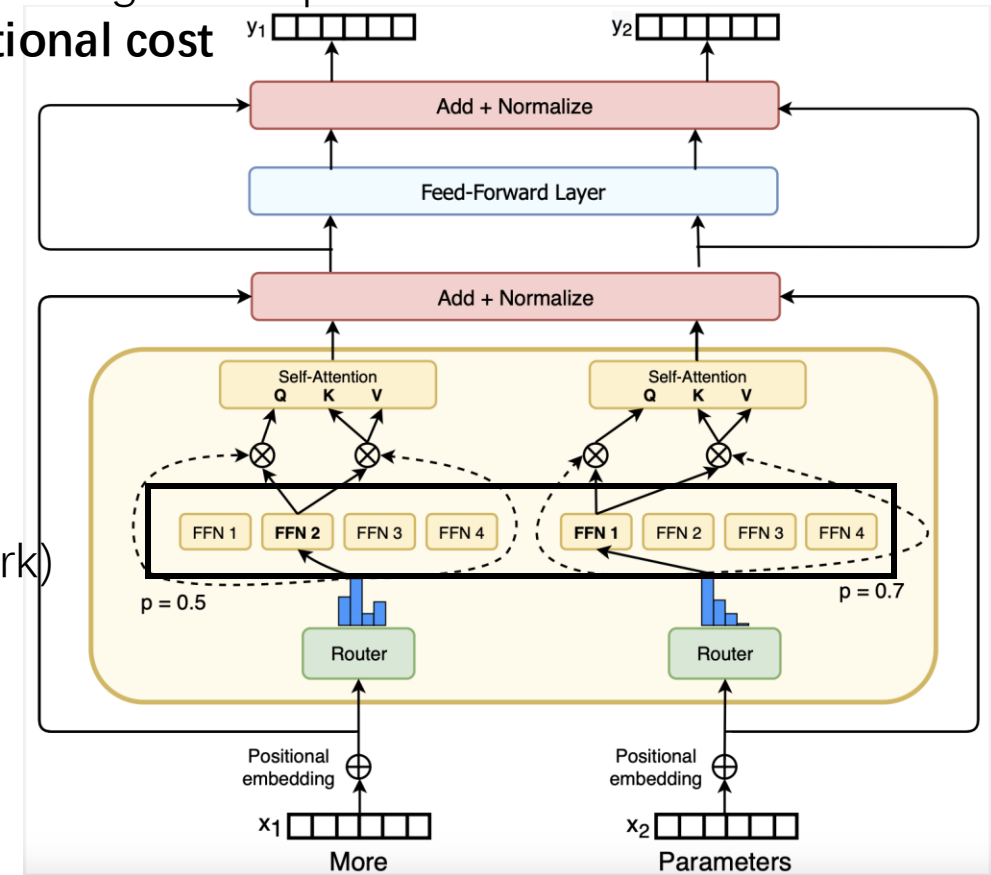 tional cost
y1 y2
Add + Normalize
Feed-Forward Layer
Add + Normalize
Self-Attention Self-Attention
Q K V Q K V
FFN 1 FFN 2 FFN 3 FFN 4 FFN 1 FFN 2 FFN 3 FFN 4
rk)
p = 0.5 p = 0.7
Router Router
Positional embedding Positional embedding
x1 x2
More Parameters